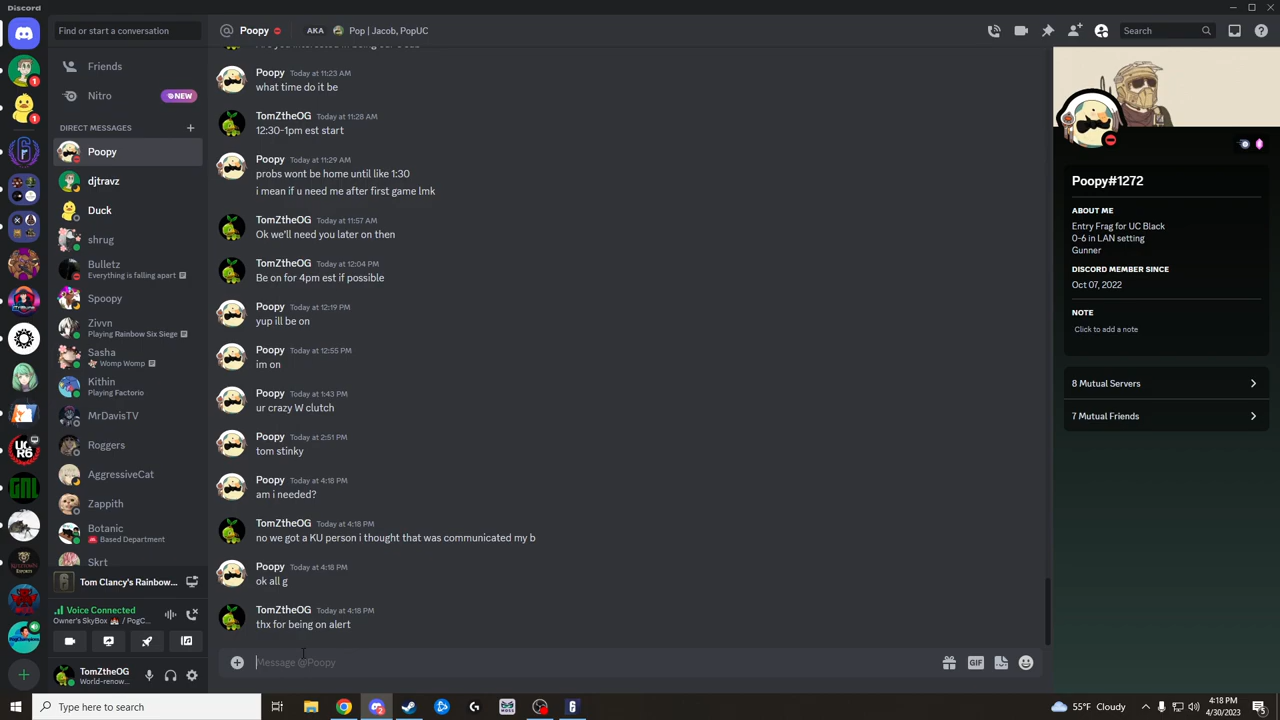 Discord
Find or start a conversation
Poopy
AKA
Pop | Jacob, PopUC
Search
Friends
Nitro
NEW
DIRECT MESSAGES
Poopy
djtravz
Duck
shrug
Bulletz
Everything is falling apart
Spoopy
Zivvn
Playing Rainbow Six Siege
Sasha
Womp Womp
Kithin
Playing Factorio
MrDavisTV
Roggers
AggressiveCat
Zappith
Botanic
Based Department
Skrt
Tom Clancy's Rainbow...
Voice Connected
Owner's SkyBox / PogC...
TomZtheOG
World-renow...
Poopy Today at 11:23 AM
what time do it be
TomZtheOG Today at 11:28 AM
12:30-1pm est start
Poopy Today at 11:29 AM
probs wont be home until like 1:30
i mean if u need me after first game lmk
TomZtheOG Today at 11:57 AM
Ok we'll need you later on then
TomZtheOG Today at 12:04 PM
Be on for 4pm est if possible
Poopy Today at 12:19 PM
yup ill be on
Poopy Today at 12:55 PM
im on
Poopy Today at 1:43 PM
ur crazy W clutch
Poopy Today at 2:51 PM
tom stinky
Poopy Today at 4:18 PM
am i needed?
TomZtheOG Today at 4:18 PM
no we got a KU person i thought that was communicated my b
Poopy Today at 4:18 PM
ok all g
TomZtheOG Today at 4:18 PM
thx for being on alert
Message @Poopy
GIF
Poopy#1272
ABOUT ME
Entry Frag for UC Black
0-6 in LAN setting
Gunner
DISCORD MEMBER SINCE
Oct 07, 2022
NOTE
Click to add a note
8 Mutual Servers
7 Mutual Friends
Type here to search
55°F Cloudy
4:18 PM
4/30/2023